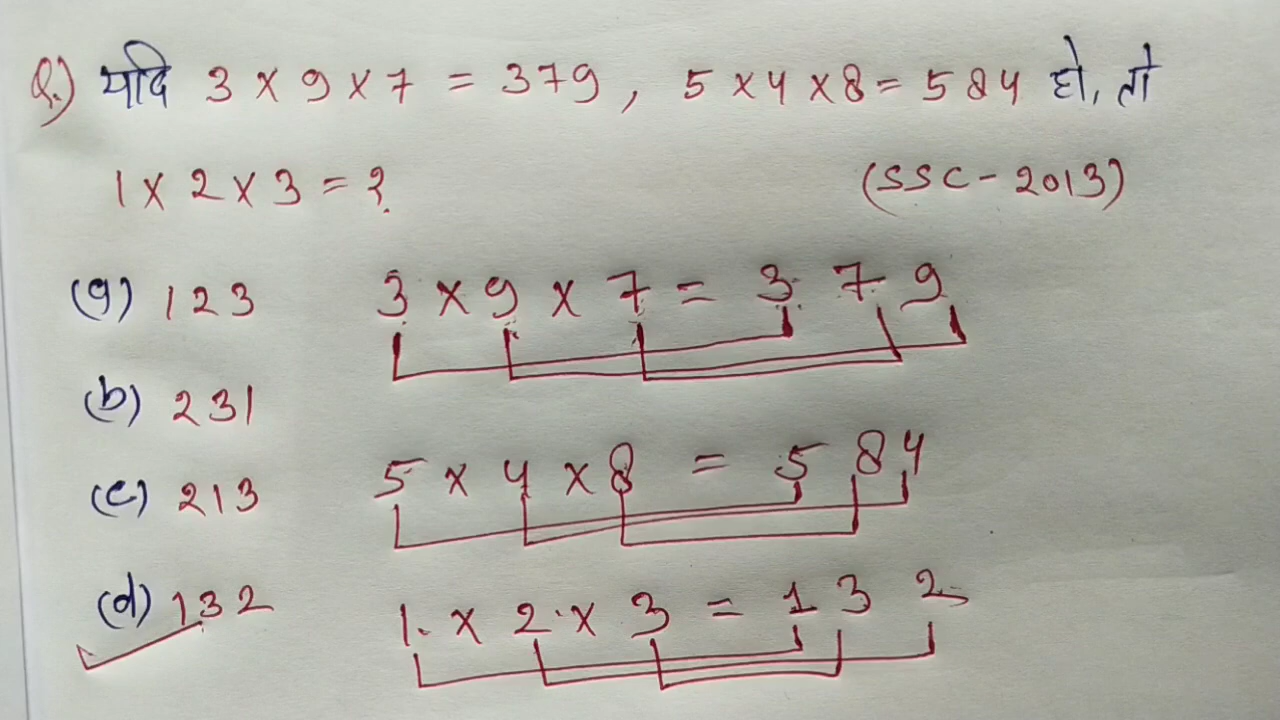 Q.) यदि 3 × 9 × 7 = 379, 5 × 4 × 8 = 584 हो, तो
1 × 2 × 3 = ?
(SSC - 2013)
(a) 123
3 × 9 × 7 = 3 7 9
(b) 231
5 × 4 × 8 = 5 8 4
(c) 213
(d) 132
1 × 2 × 3 = 1 3 2